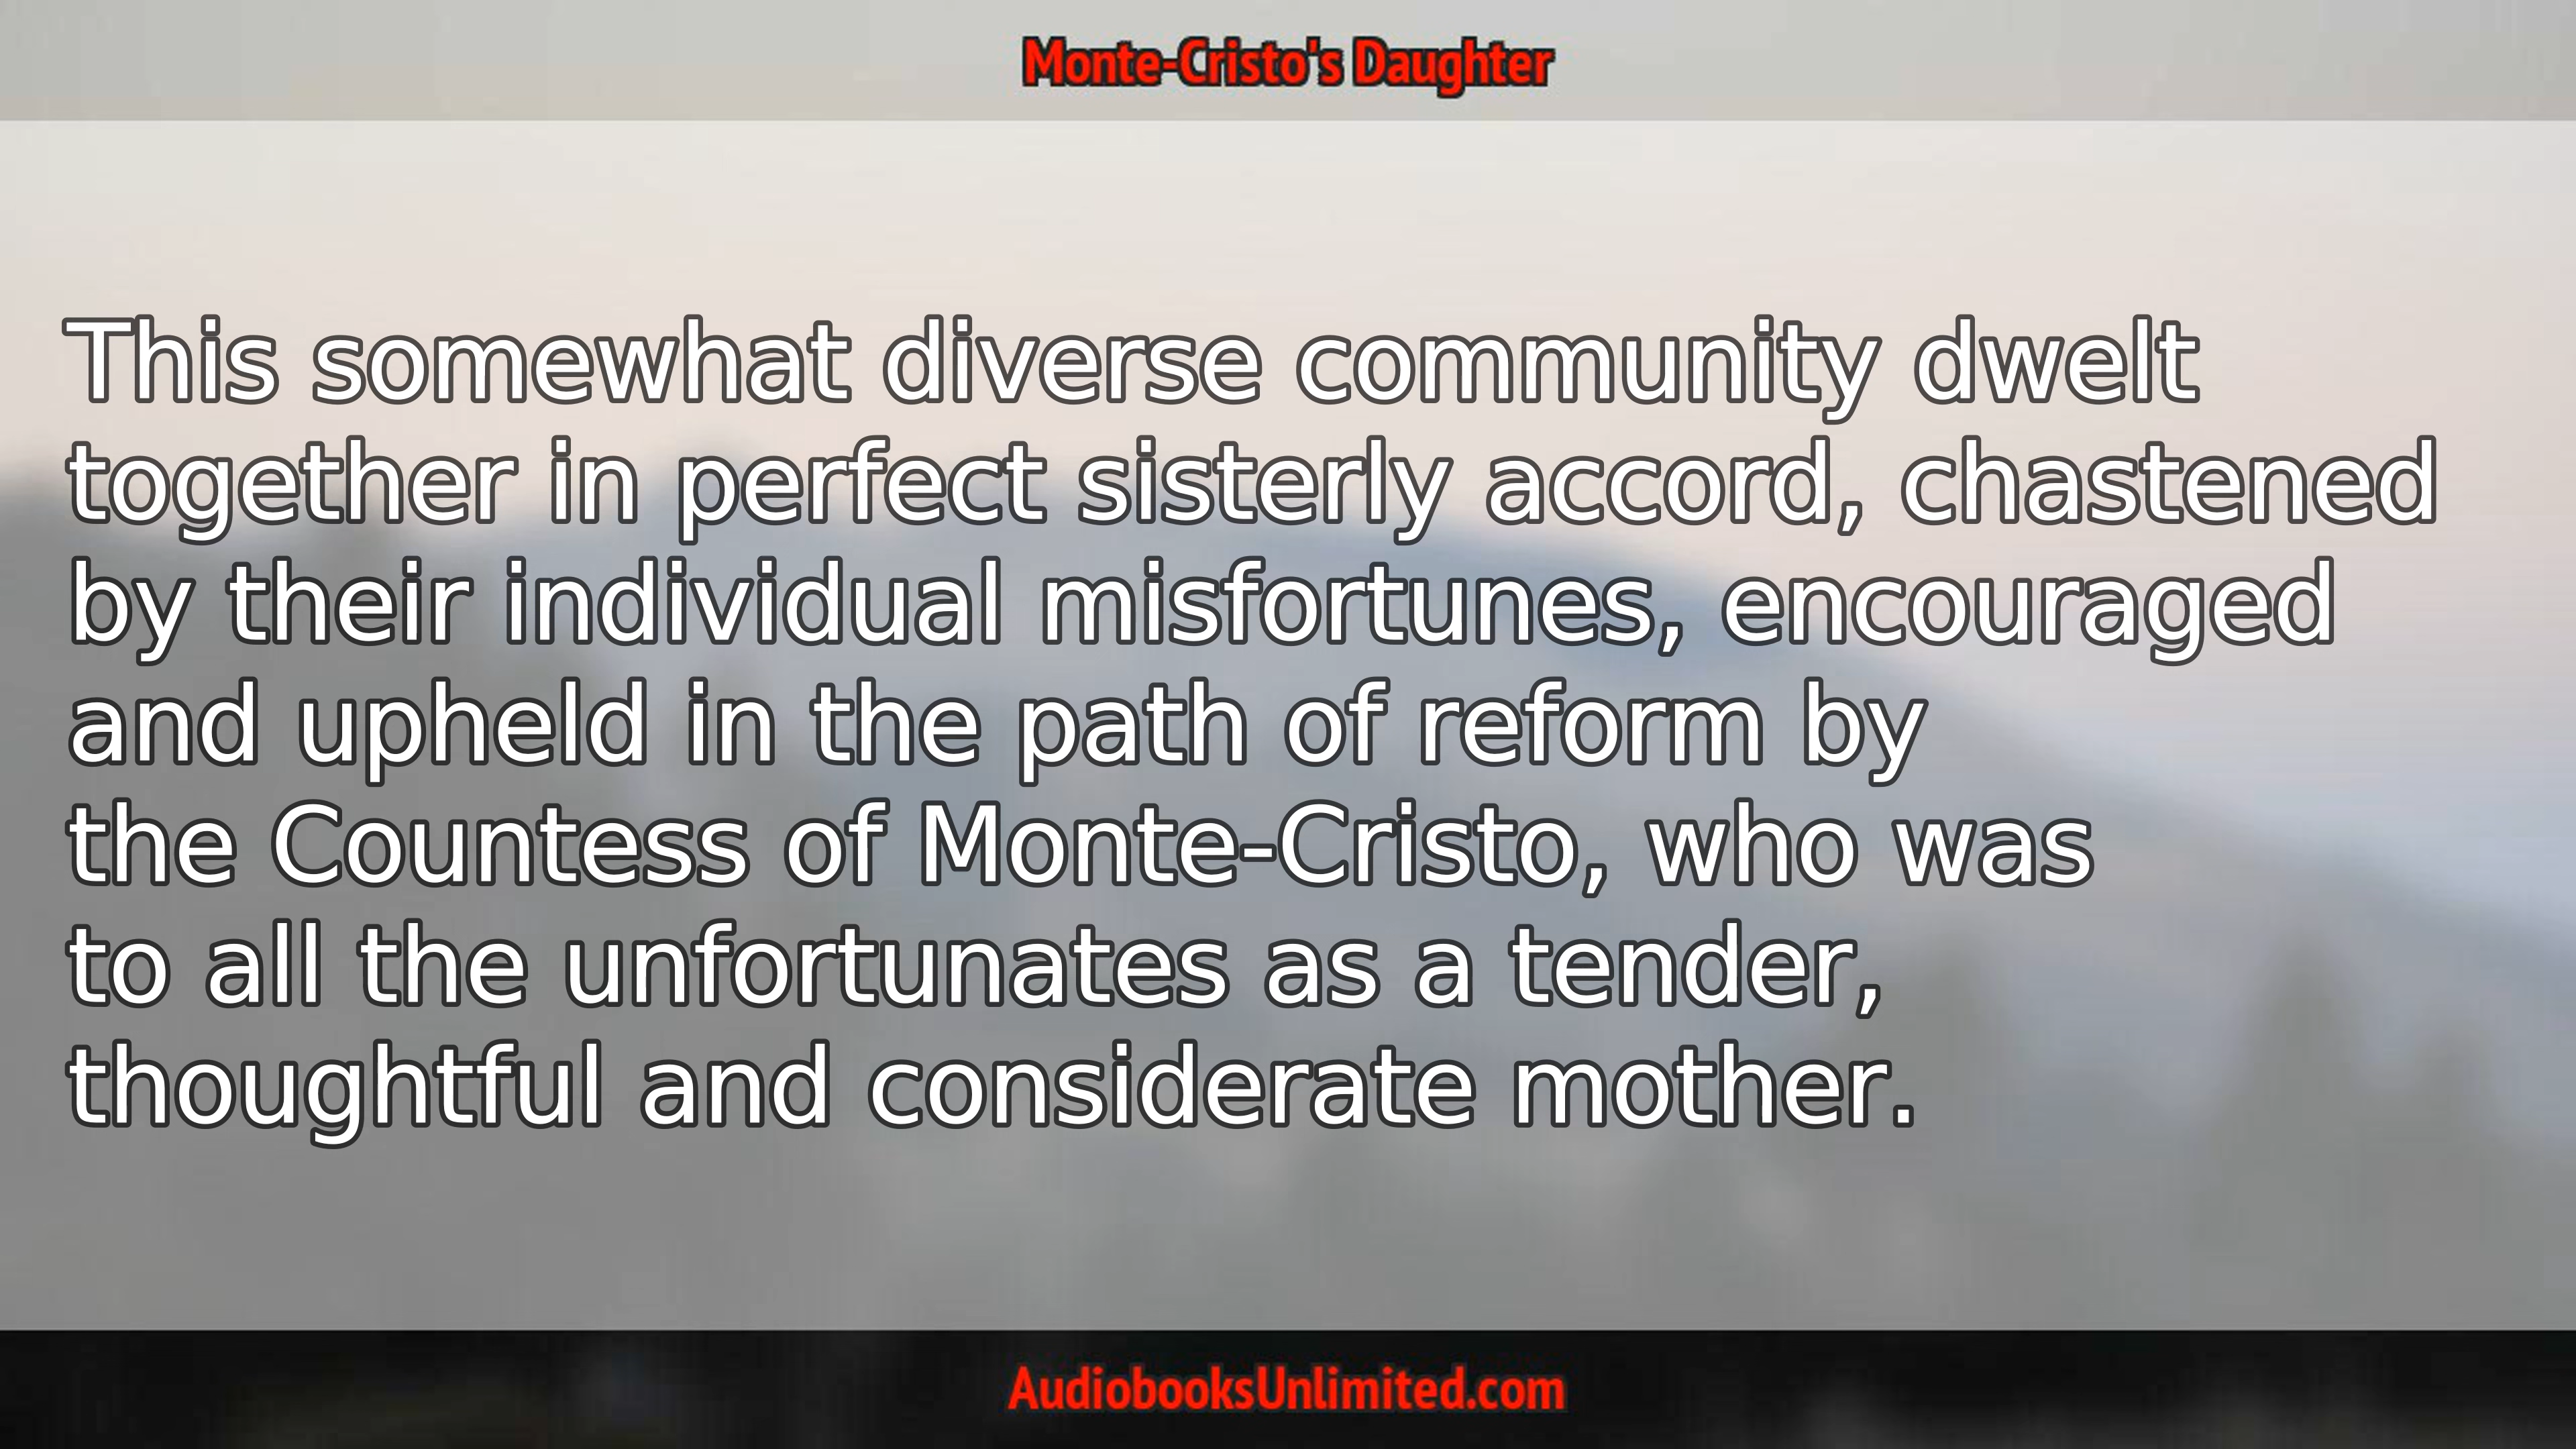 Monte-Cristo's Daughter
This somewhat diverse community dwelt
together in perfect sisterly accord, chastened
by their individual misfortunes, encouraged
and upheld in the path of reform by
the Countess of Monte-Cristo, who was
to all the unfortunates as a tender,
thoughtful and considerate mother.
AudiobooksUnlimited.com